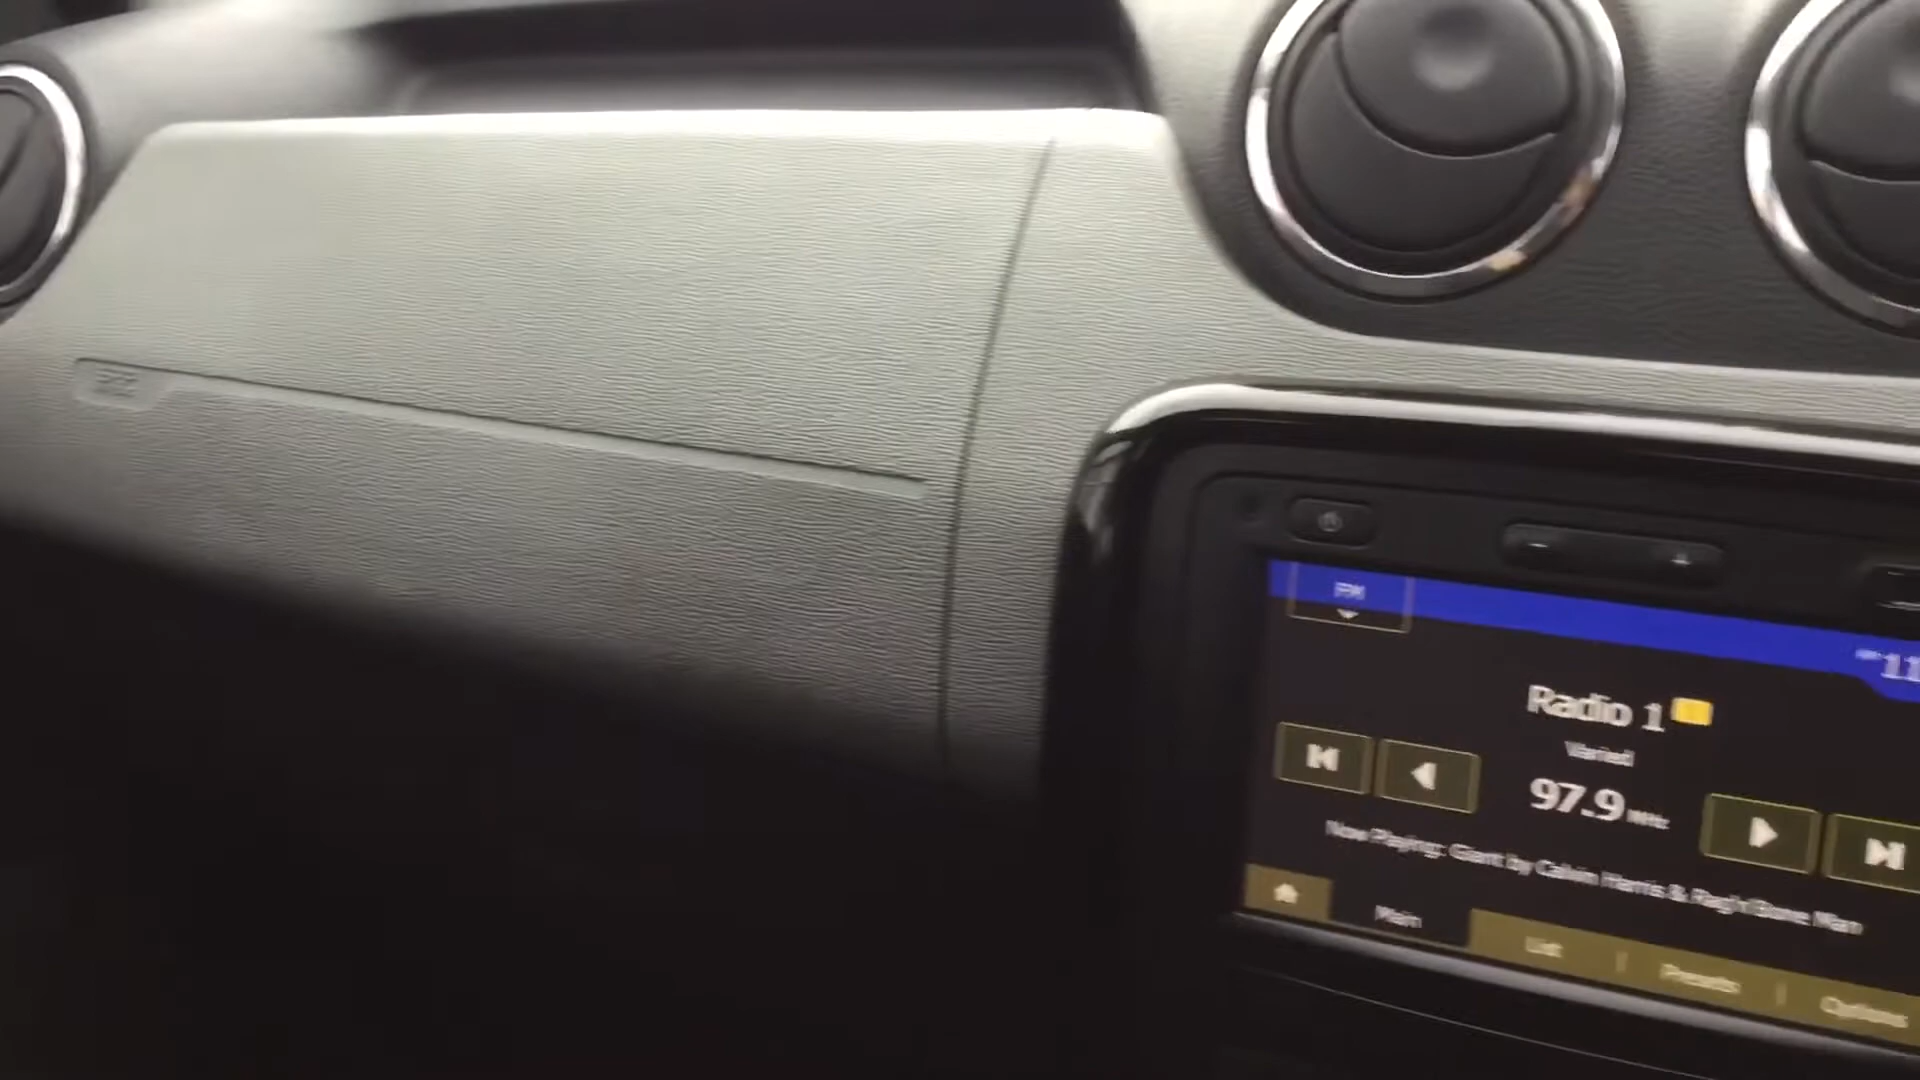 FM
11
Radio 1
Varied
97.9 MHz
Now Playing: Giant by Calvin Harris & Rag'n'Bone Man
Main
List
Presets
Options